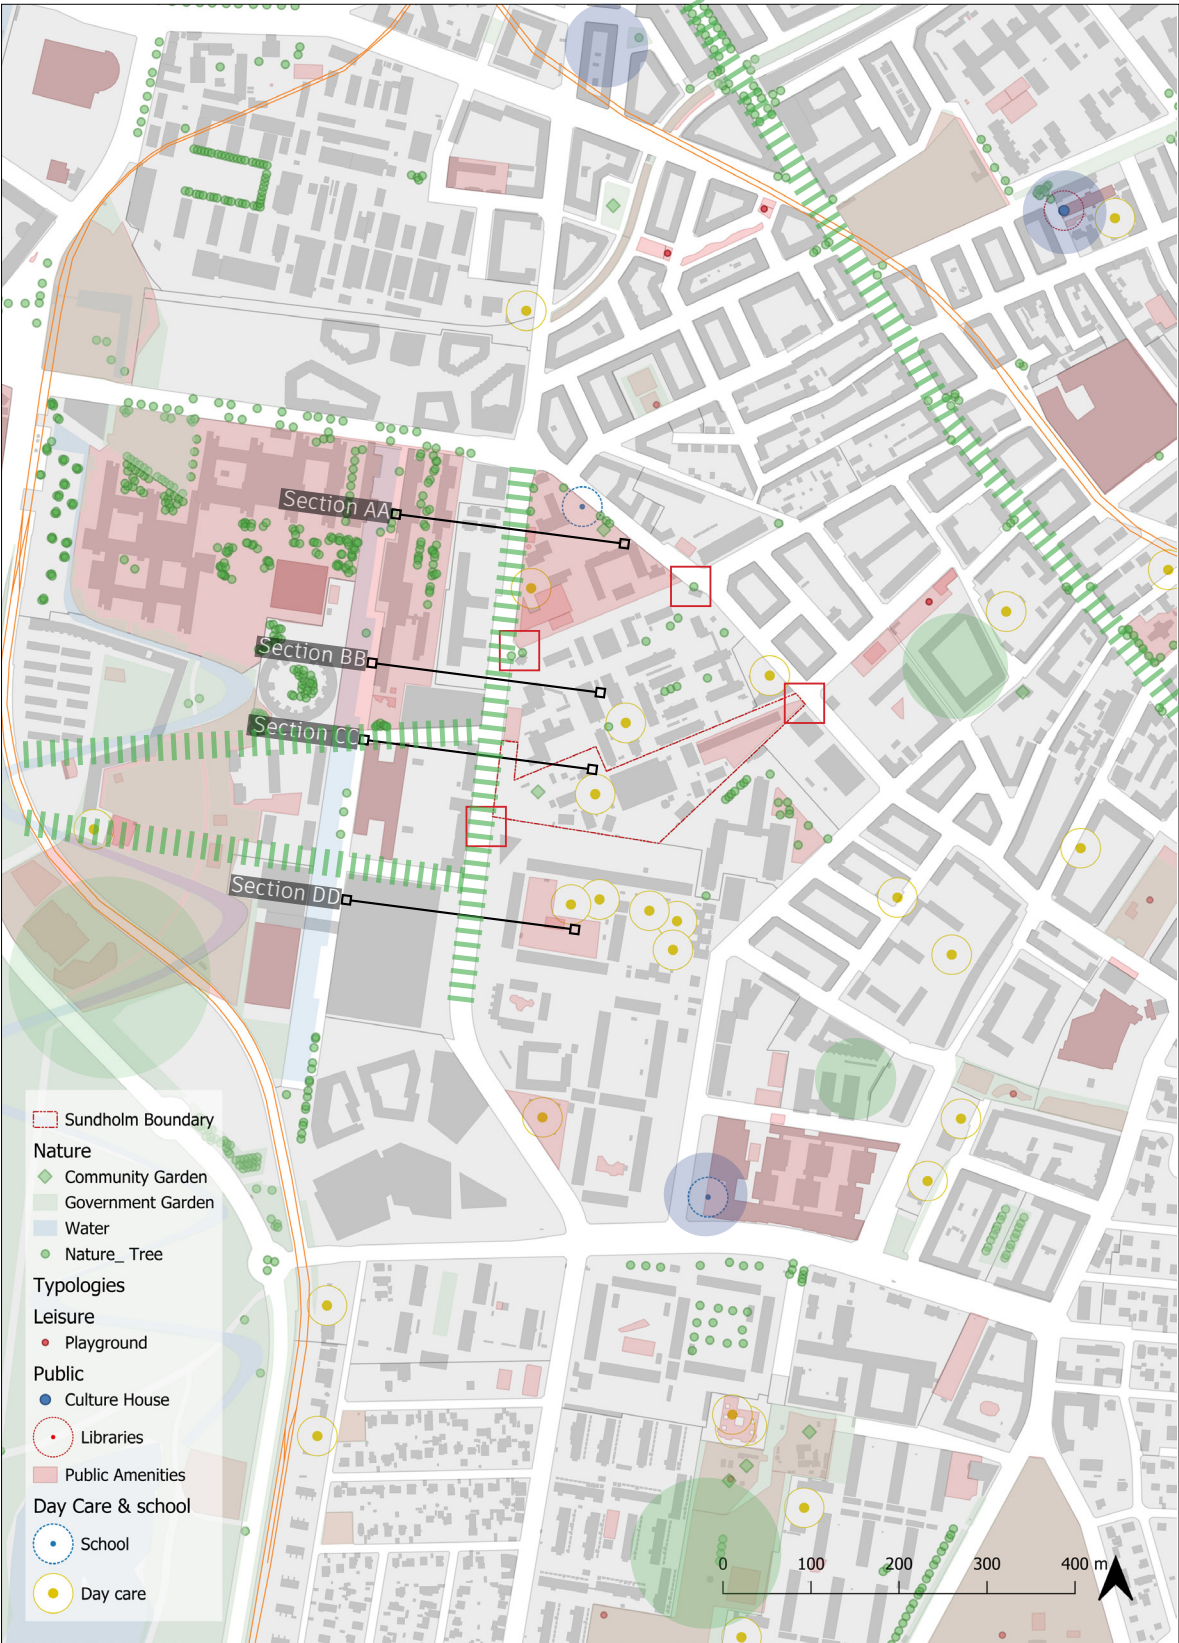 Section AA
Section BB
Section CC
Section DD
Sundholm Boundary
Nature
Community Garden
Government Garden
Water
Nature_ Tree
Typologies
Leisure
Playground
Public
Culture House
Libraries
Public Amenities
Day Care & school
School
Day care
0 100 200 300 400 m